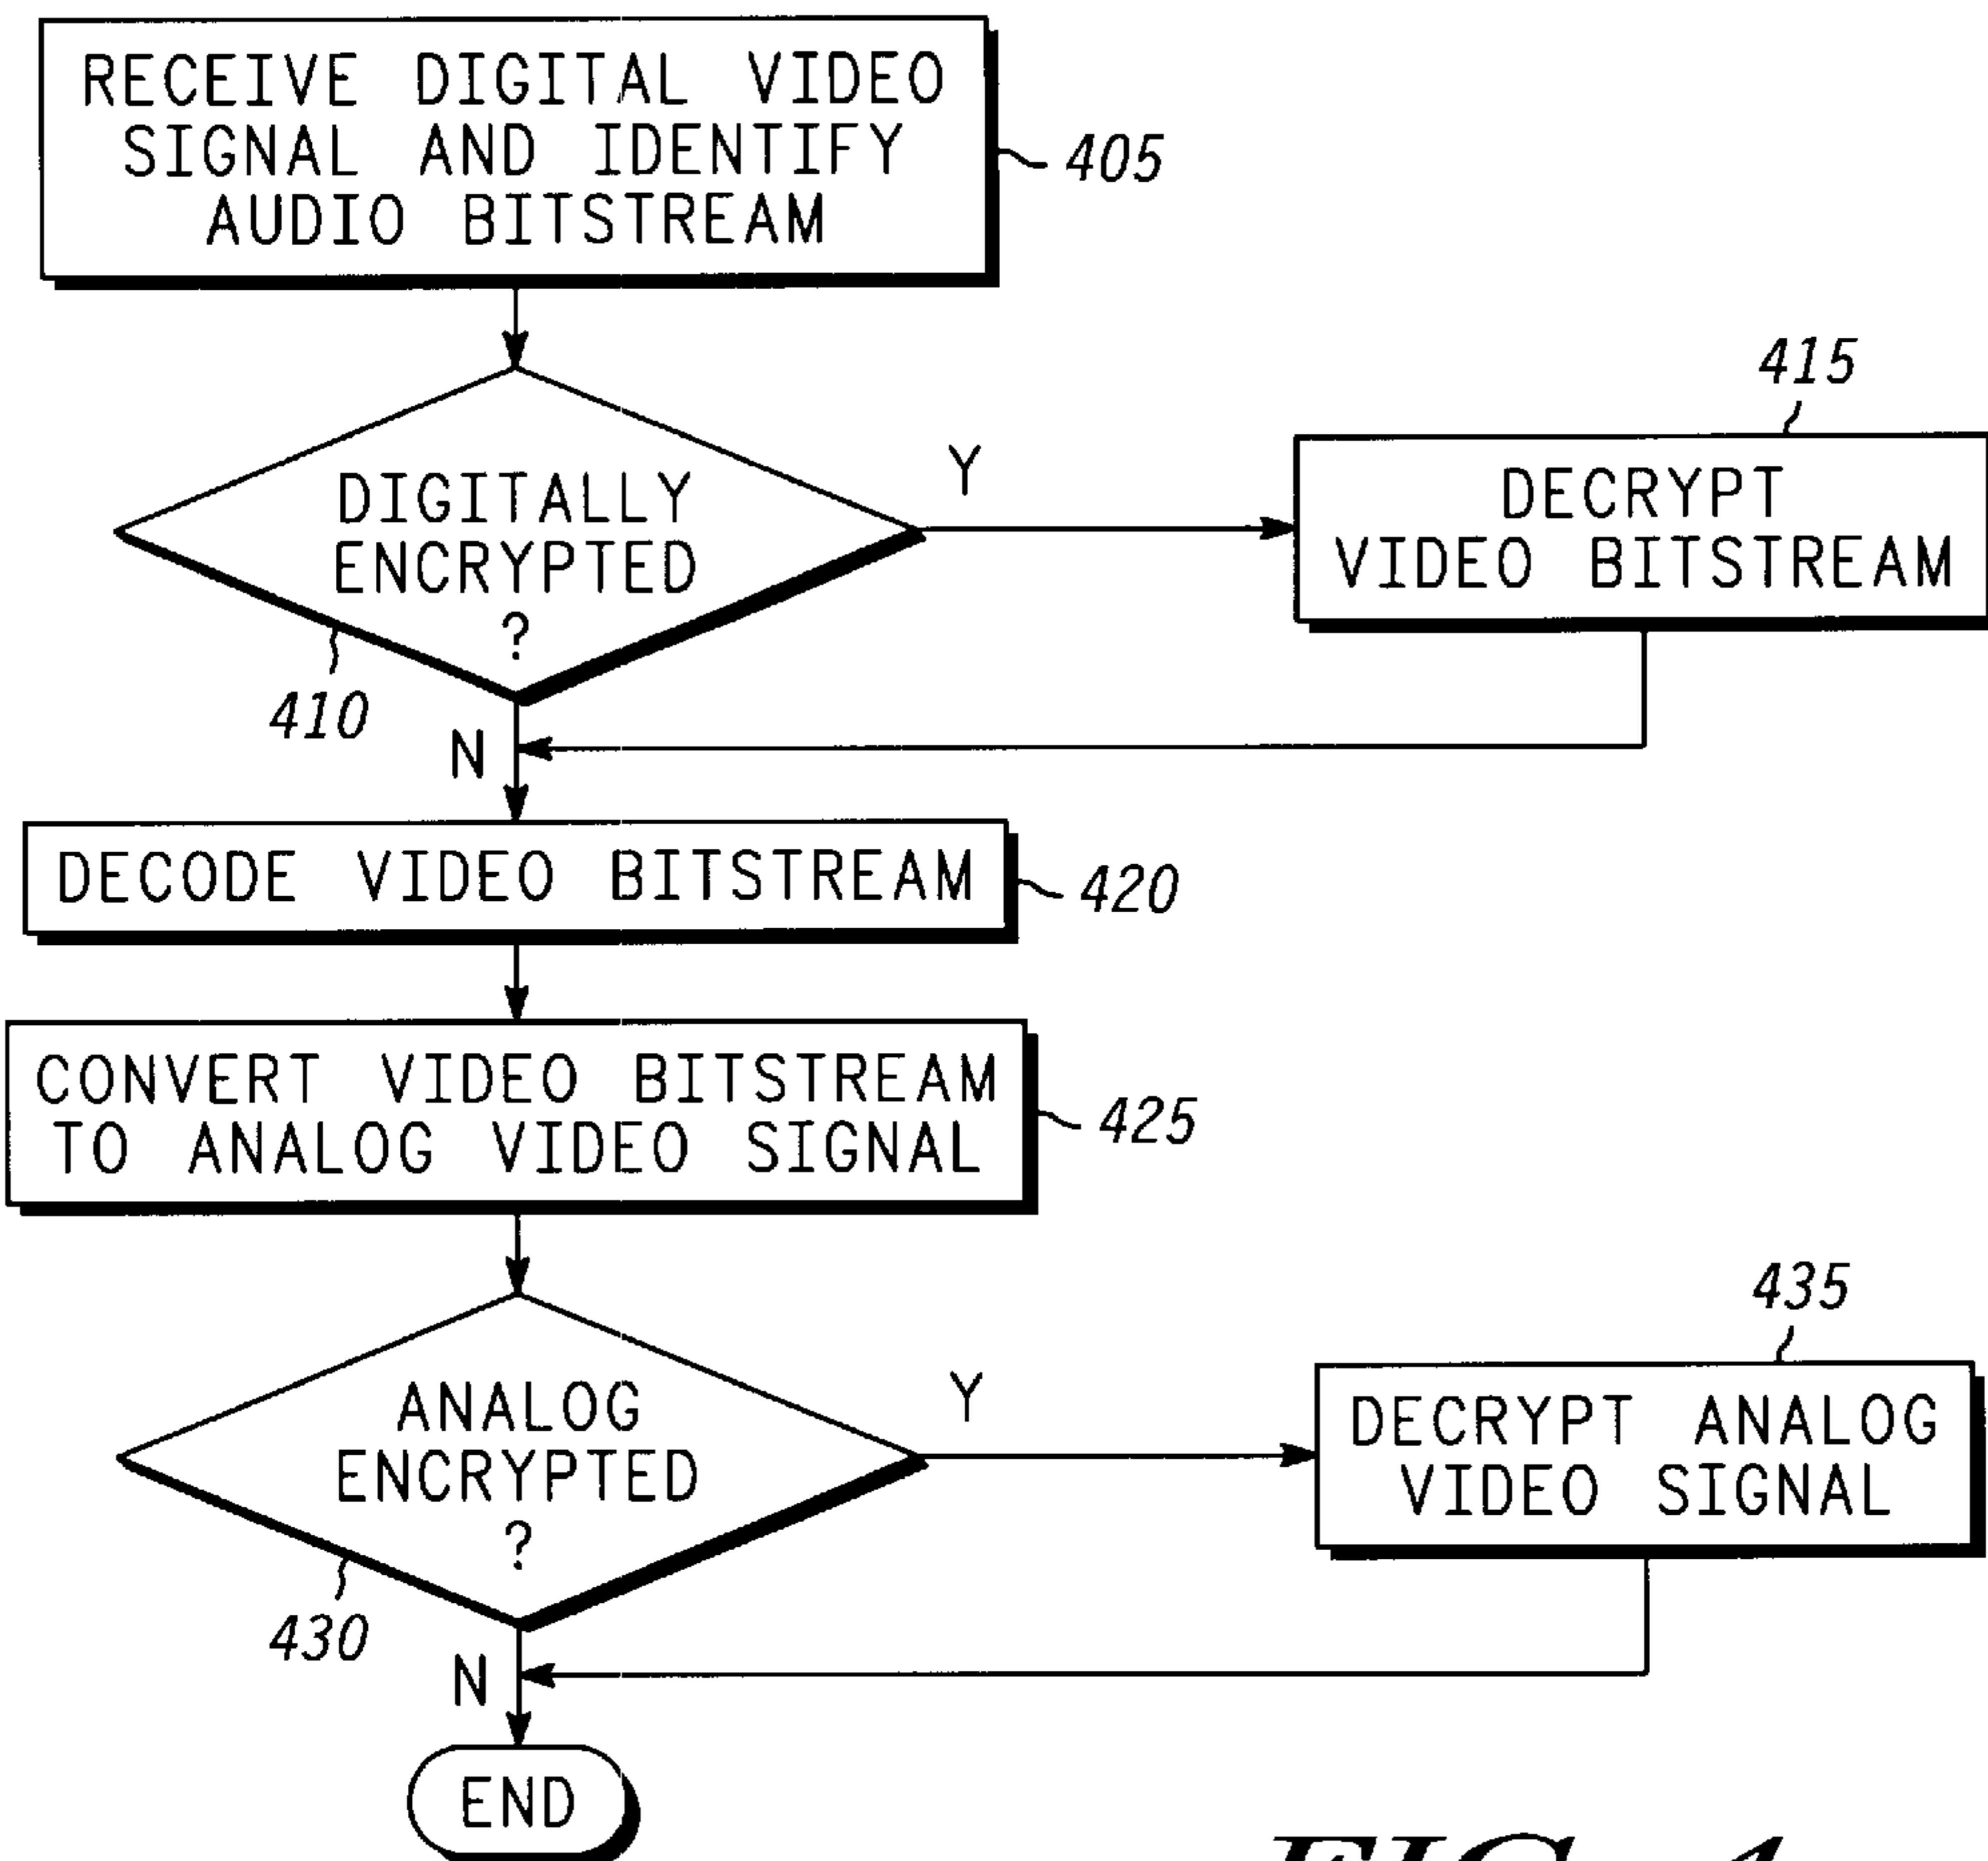 RECEIVE DIGITAL VIDEO
SIGNAL AND IDENTIFY
AUDIO BITSTREAM
405
415
DIGITALLY
ENCRYPTED
?
Y
DECRYPT
VIDEO BITSTREAM
410
N
DECODE VIDEO BITSTREAM
420
CONVERT VIDEO BITSTREAM
TO ANALOG VIDEO SIGNAL
425
435
ANALOG
ENCRYPTED
?
Y
DECRYPT ANALOG
VIDEO SIGNAL
430
N
END